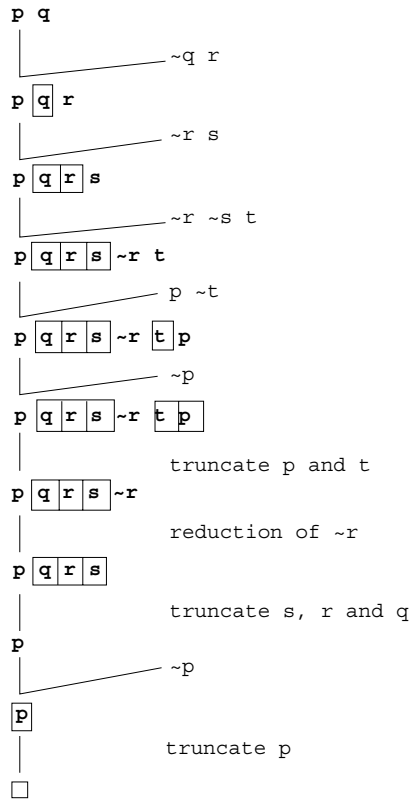 p q
~q r
p q r
~r s
p q r s
~r ~s t
p q r s ~r t
p ~t
p q r s ~r t p
~p
p q r s ~r t p
truncate p and t
p q r s ~r
reduction of ~r
p q r s
truncate s, r and q
p
~p
p
truncate p